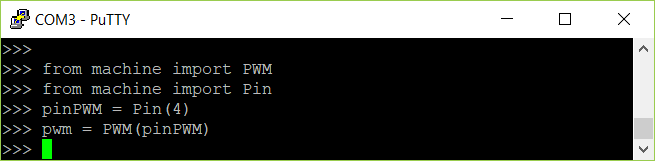 COM3 - PuTTY
>>>
>>> from machine import PWM
>>> from machine import Pin
>>> pinPWM = Pin(4)
>>> pwm = PWM(pinPWM)
>>>